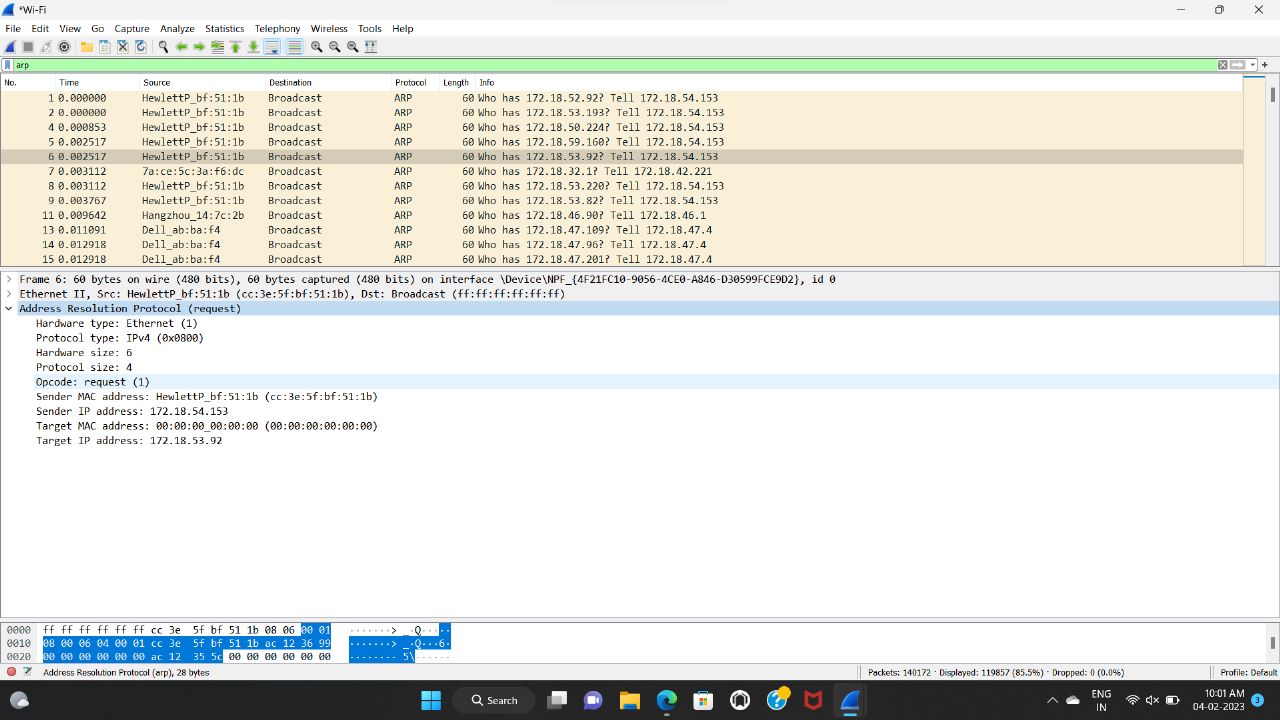 *Wi-Fi
File Edit View Go Capture Analyze Statistics Telephony Wireless Tools Help
arp
No. Time Source Destination Protocol Length Info
1 0.000000 HewlettP_bf:51:1b Broadcast ARP 60 Who has 172.18.52.92? Tell 172.18.54.153
2 0.000000 HewlettP_bf:51:1b Broadcast ARP 60 Who has 172.18.53.193? Tell 172.18.54.153
4 0.000853 HewlettP_bf:51:1b Broadcast ARP 60 Who has 172.18.50.224? Tell 172.18.54.153
5 0.002517 HewlettP_bf:51:1b Broadcast ARP 60 Who has 172.18.59.160? Tell 172.18.54.153
6 0.002517 HewlettP_bf:51:1b Broadcast ARP 60 Who has 172.18.53.92? Tell 172.18.54.153
7 0.003112 7a:ce:5c:3a:f6:dc Broadcast ARP 60 Who has 172.18.32.1? Tell 172.18.42.221
8 0.003112 HewlettP_bf:51:1b Broadcast ARP 60 Who has 172.18.53.220? Tell 172.18.54.153
9 0.003767 HewlettP_bf:51:1b Broadcast ARP 60 Who has 172.18.53.82? Tell 172.18.54.153
11 0.009642 Hangzhou_14:7c:2b Broadcast ARP 60 Who has 172.18.46.90? Tell 172.18.46.1
13 0.011091 Dell_ab:ba:f4 Broadcast ARP 60 Who has 172.18.47.109? Tell 172.18.47.4
14 0.012918 Dell_ab:ba:f4 Broadcast ARP 60 Who has 172.18.47.96? Tell 172.18.47.4
15 0.012918 Dell_ab:ba:f4 Broadcast ARP 60 Who has 172.18.47.201? Tell 172.18.47.4
Frame 6: 60 bytes on wire (480 bits), 60 bytes captured (480 bits) on interface \Device\NPF_{4F21FC10-9056-4CE0-A846-D30599FCE9D2}, id 0
Ethernet II, Src: HewlettP_bf:51:1b (cc:3e:5f:bf:51:1b), Dst: Broadcast (ff:ff:ff:ff:ff:ff)
Address Resolution Protocol (request)
Hardware type: Ethernet (1)
Protocol type: IPv4 (0x0800)
Hardware size: 6
Protocol size: 4
Opcode: request (1)
Sender MAC address: HewlettP_bf:51:1b (cc:3e:5f:bf:51:1b)
Sender IP address: 172.18.54.153
Target MAC address: 00:00:00_00:00:00 (00:00:00:00:00:00)
Target IP address: 172.18.53.92
0000 ff ff ff ff ff ff cc 3e 5f bf 51 1b 08 06 00 01 ·······> _·Q·····
0010 08 00 06 04 00 01 cc 3e 5f bf 51 1b ac 12 36 99 ·······> _·Q···6·
0020 00 00 00 00 00 00 ac 12 35 5c 00 00 00 00 00 00 ········ 5\······
Address Resolution Protocol (arp), 28 bytes Packets: 140172 · Displayed: 119857 (85.5%) · Dropped: 0 (0.0%) Profile: Default
Search ENG IN 10:01 AM 04-02-2023 3